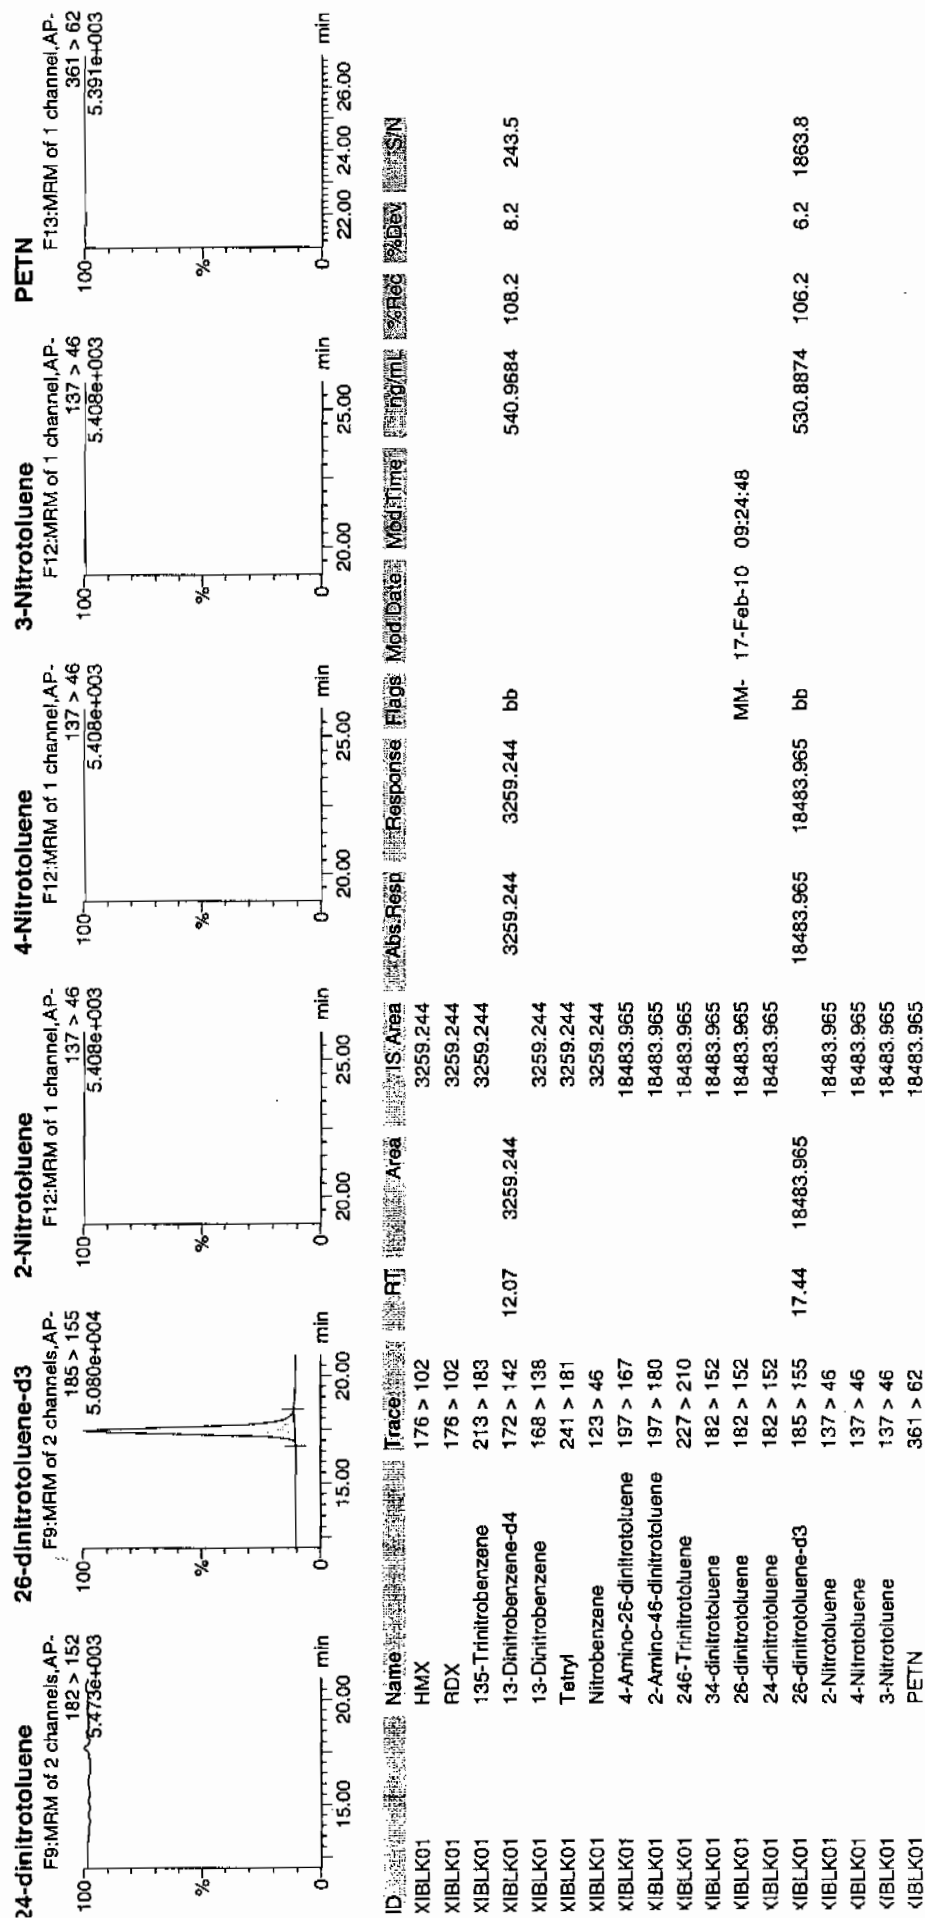 24-dinitrotoluene
F9:MRM of 2 channels,AP-
182 > 152
5.473e+003
100
%
0
15.00
20.00
min
26-dinitrotoluene-d3
F9:MRM of 2 channels,AP-
185 > 155
5.080e+004
100
%
0
15.00
20.00
min
2-Nitrotoluene
F12:MRM of 1 channel,AP-
137 > 46
5.408e+003
100
%
0
20.00
25.00
min
4-Nitrotoluene
F12:MRM of 1 channel,AP-
137 > 46
5.408e+003
100
%
0
20.00
25.00
min
3-Nitrotoluene
F12:MRM of 1 channel,AP-
137 > 46
5.408e+003
100
%
0
20.00
25.00
min
PETN
F13:MRM of 1 channel,AP-
361 > 62
5.391e+003
100
%
0
22.00
24.00
26.00
min
ID Name Trace RT Area IS Area Abs.Resp Response Flags Mod.Date Mod.Time ng/mL %Rec %Dev S/N
XIBLK01 HMX 176 > 102 3259.244
XIBLK01 RDX 176 > 102 3259.244
XIBLK01 135-Trinitrobenzene 213 > 183 3259.244
XIBLK01 13-Dinitrobenzene-d4 172 > 142 12.07 3259.244 3259.244 3259.244 bb 540.9684 108.2 8.2 243.5
XIBLK01 13-Dinitrobenzene 168 > 138 3259.244
XIBLK01 Tetryl 241 > 181 3259.244
XIBLK01 Nitrobenzene 123 > 46 3259.244
XIBLK01 4-Amino-26-dinitrotoluene 197 > 167 18483.965
XIBLK01 2-Amino-46-dinitrotoluene 197 > 180 18483.965
XIBLK01 246-Trinitrotoluene 227 > 210 18483.965
XIBLK01 34-dinitrotoluene 182 > 152 18483.965
XIBLK01 26-dinitrotoluene 182 > 152 18483.965 MM- 17-Feb-10 09:24:48
XIBLK01 24-dinitrotoluene 182 > 152 18483.965
XIBLK01 26-dinitrotoluene-d3 185 > 155 17.44 18483.965 18483.965 18483.965 bb 530.8874 106.2 6.2 1863.8
XIBLK01 2-Nitrotoluene 137 > 46 18483.965
XIBLK01 4-Nitrotoluene 137 > 46 18483.965
XIBLK01 3-Nitrotoluene 137 > 46 18483.965
XIBLK01 PETN 361 > 62 18483.965